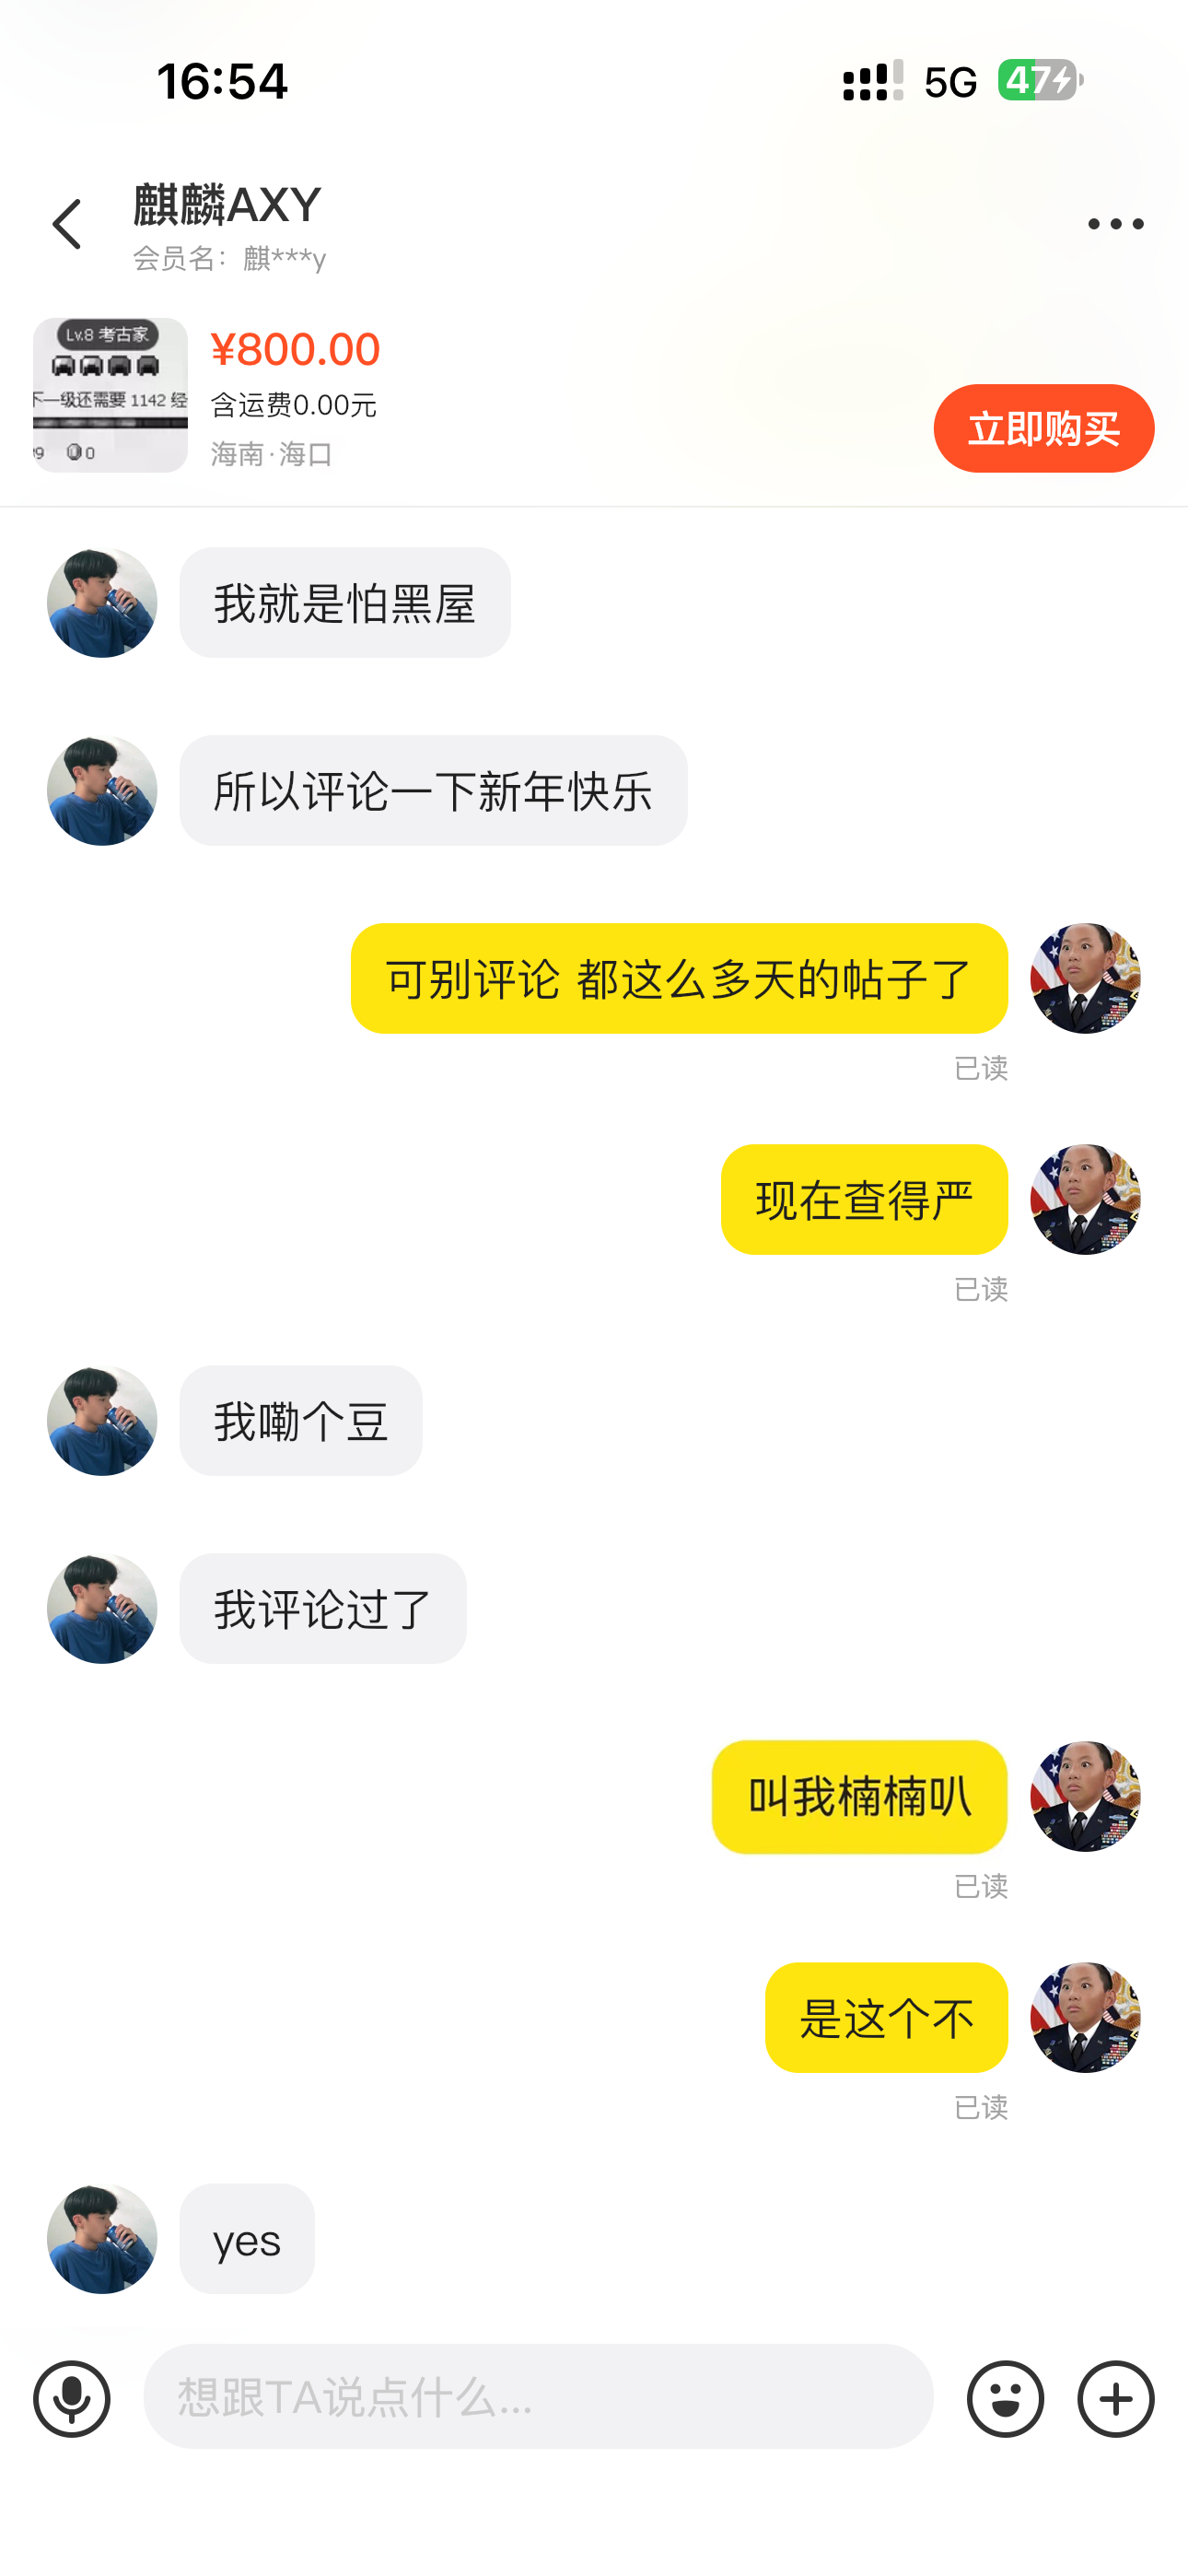 16:54
5G
47
麒麟AXY
会员名：麒***y
Lv.8 考古家
下一级还需要 1142 经
99
0
¥800.00
含运费0.00元
海南·海口
立即购买
我就是怕黑屋
所以评论一下新年快乐
可别评论 都这么多天的帖子了
已读
现在查得严
已读
我嘞个豆
我评论过了
叫我楠楠叭
已读
是这个不
已读
yes
想跟TA说点什么...